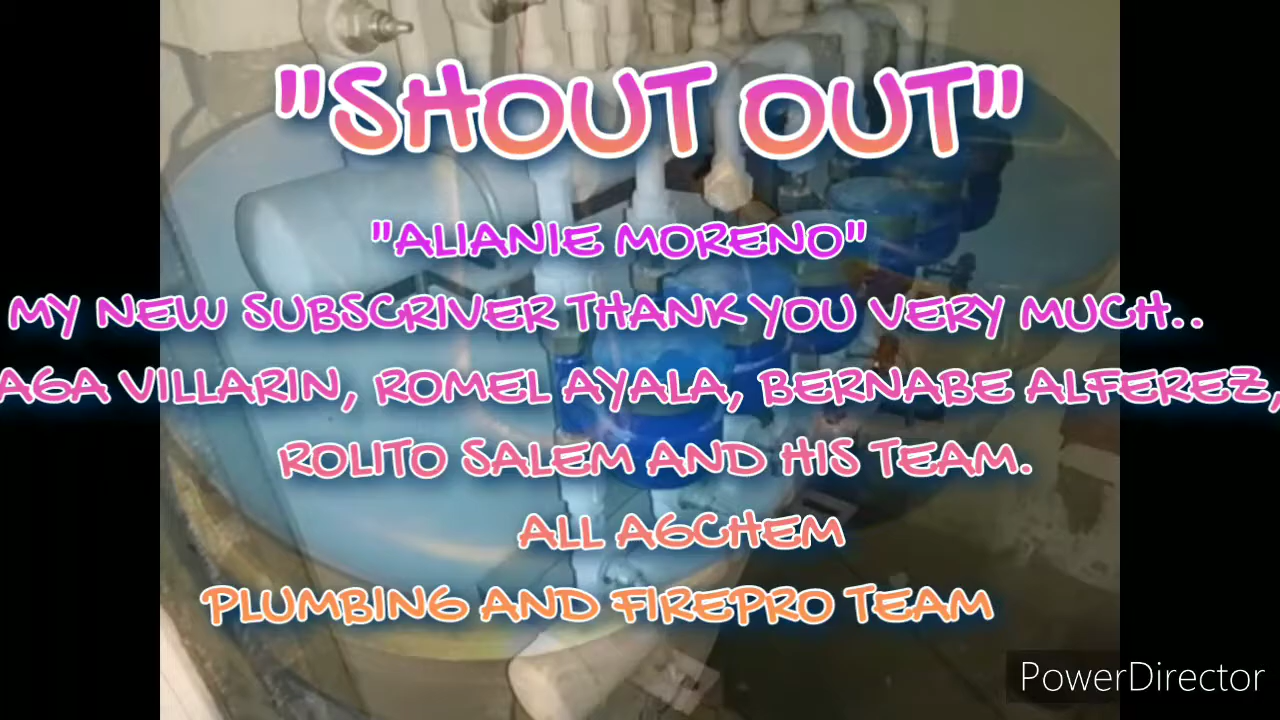 "SHOUT OUT"
"ALIANIE MORENO"
MY NEW SUBSCRIVER THANK YOU VERY MUCH..
AGA VILLARIN, ROMEL AYALA, BERNABE ALFEREZ,
ROLITO SALEM AND HIS TEAM.
ALL AGCHEM
PLUMBING AND FIREPRO TEAM
PowerDirector